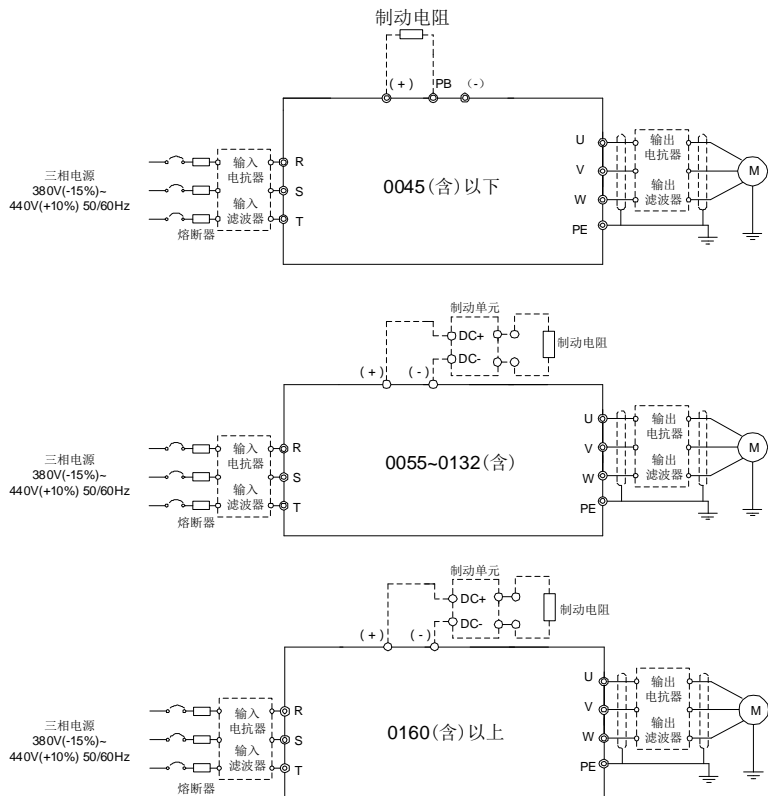 制动电阻
(+) PB (-)
三相电源
380V(-15%)~
440V(+10%) 50/60Hz
熔断器
输入
电抗器
输入
滤波器
R
S
T
0045(含)以下
U
V
W
PE
输出
电抗器
输出
滤波器
M
制动单元
DC+
DC-
制动电阻
(+) (-)
三相电源
380V(-15%)~
440V(+10%) 50/60Hz
熔断器
输入
电抗器
输入
滤波器
R
S
T
0055~0132(含)
U
V
W
PE
输出
电抗器
输出
滤波器
M
制动单元
DC+
DC-
制动电阻
(+) (-)
三相电源
380V(-15%)~
440V(+10%) 50/60Hz
熔断器
输入
电抗器
输入
滤波器
R
S
T
0160(含)以上
U
V
W
PE
输出
电抗器
输出
滤波器
M